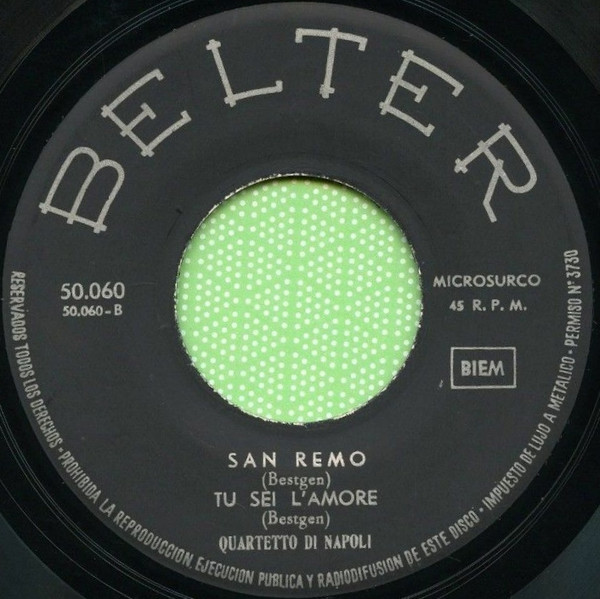 BELTER
50.060
50.060-B
MICROSURCO
45 R. P. M.
BIEM
SAN REMO
(Bestgen)
TU SEI L'AMORE
(Bestgen)
QUARTETTO DI NAPOLI
RESERVADOS TODOS LOS DERECHOS - PROHIBIDA LA REPRODUCCION, EJECUCION PUBLICA Y RADIODIFUSION DE ESTE DISCO - IMPUESTO DE LUJO A METALICO - PERMISO Nº 3730